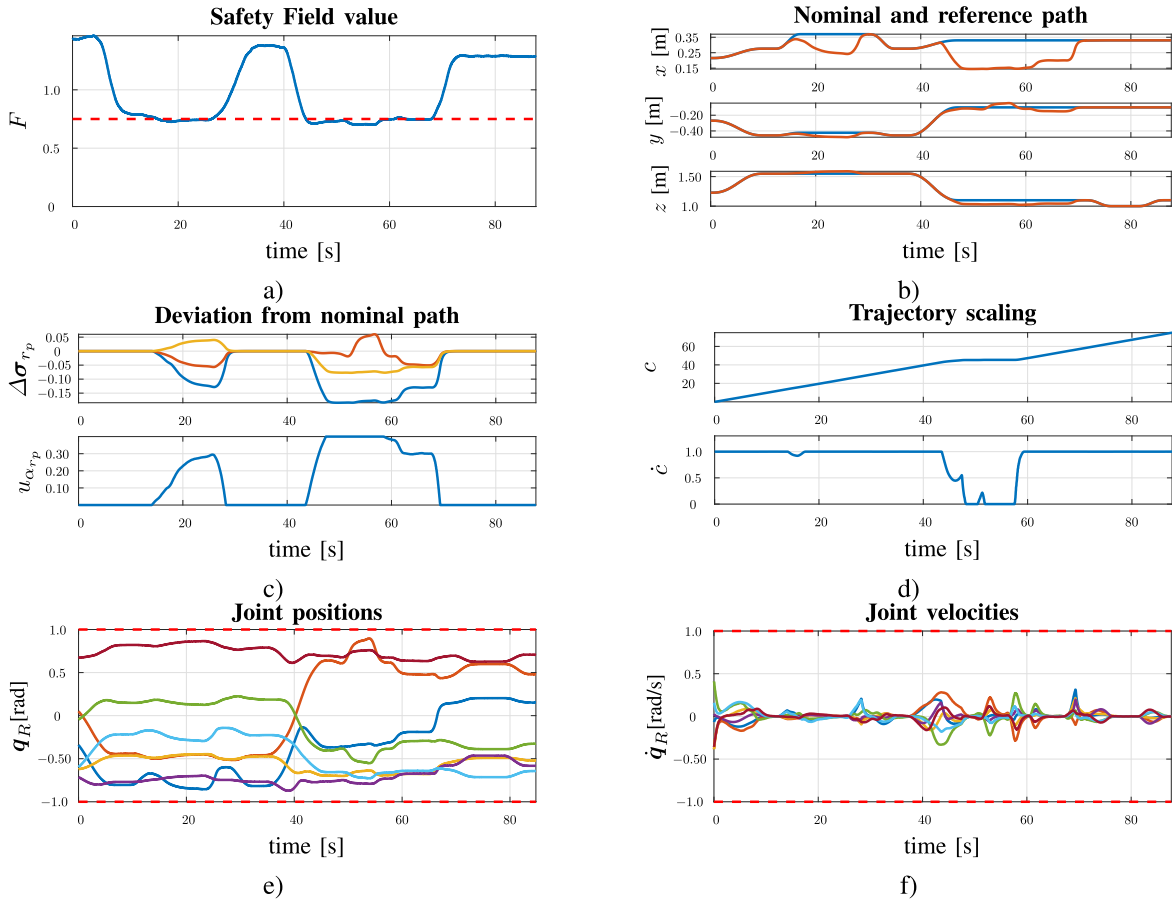 Safety Field value
F
1.0
0.5
0
0 20 40 60 80
time [s]
a)
Nominal and reference path
x [m]
0.35
0.25
0.15
0 20 40 60 80
y [m]
−0.20
−0.40
0 20 40 60 80
z [m]
1.50
1.0
0 20 40 60 80
time [s]
b)
Deviation from nominal path
Δσ_{r_p}
0.05
0
−0.05
−0.10
−0.15
0 20 40 60 80
u_{α_{r_p}}
0.30
0.10
0 20 40 60 80
time [s]
c)
Trajectory scaling
c
60
40
20
0
0 20 40 60 80
ċ
1.0
0.5
0
0 20 40 60 80
time [s]
d)
Joint positions
q_R[rad]
1.0
0.5
0
−0.50
−1.0
0 20 40 60 80
time [s]
e)
Joint velocities
q̇_R[rad/s]
1.0
0.5
0
−0.50
−1.0
0 20 40 60 80
time [s]
f)